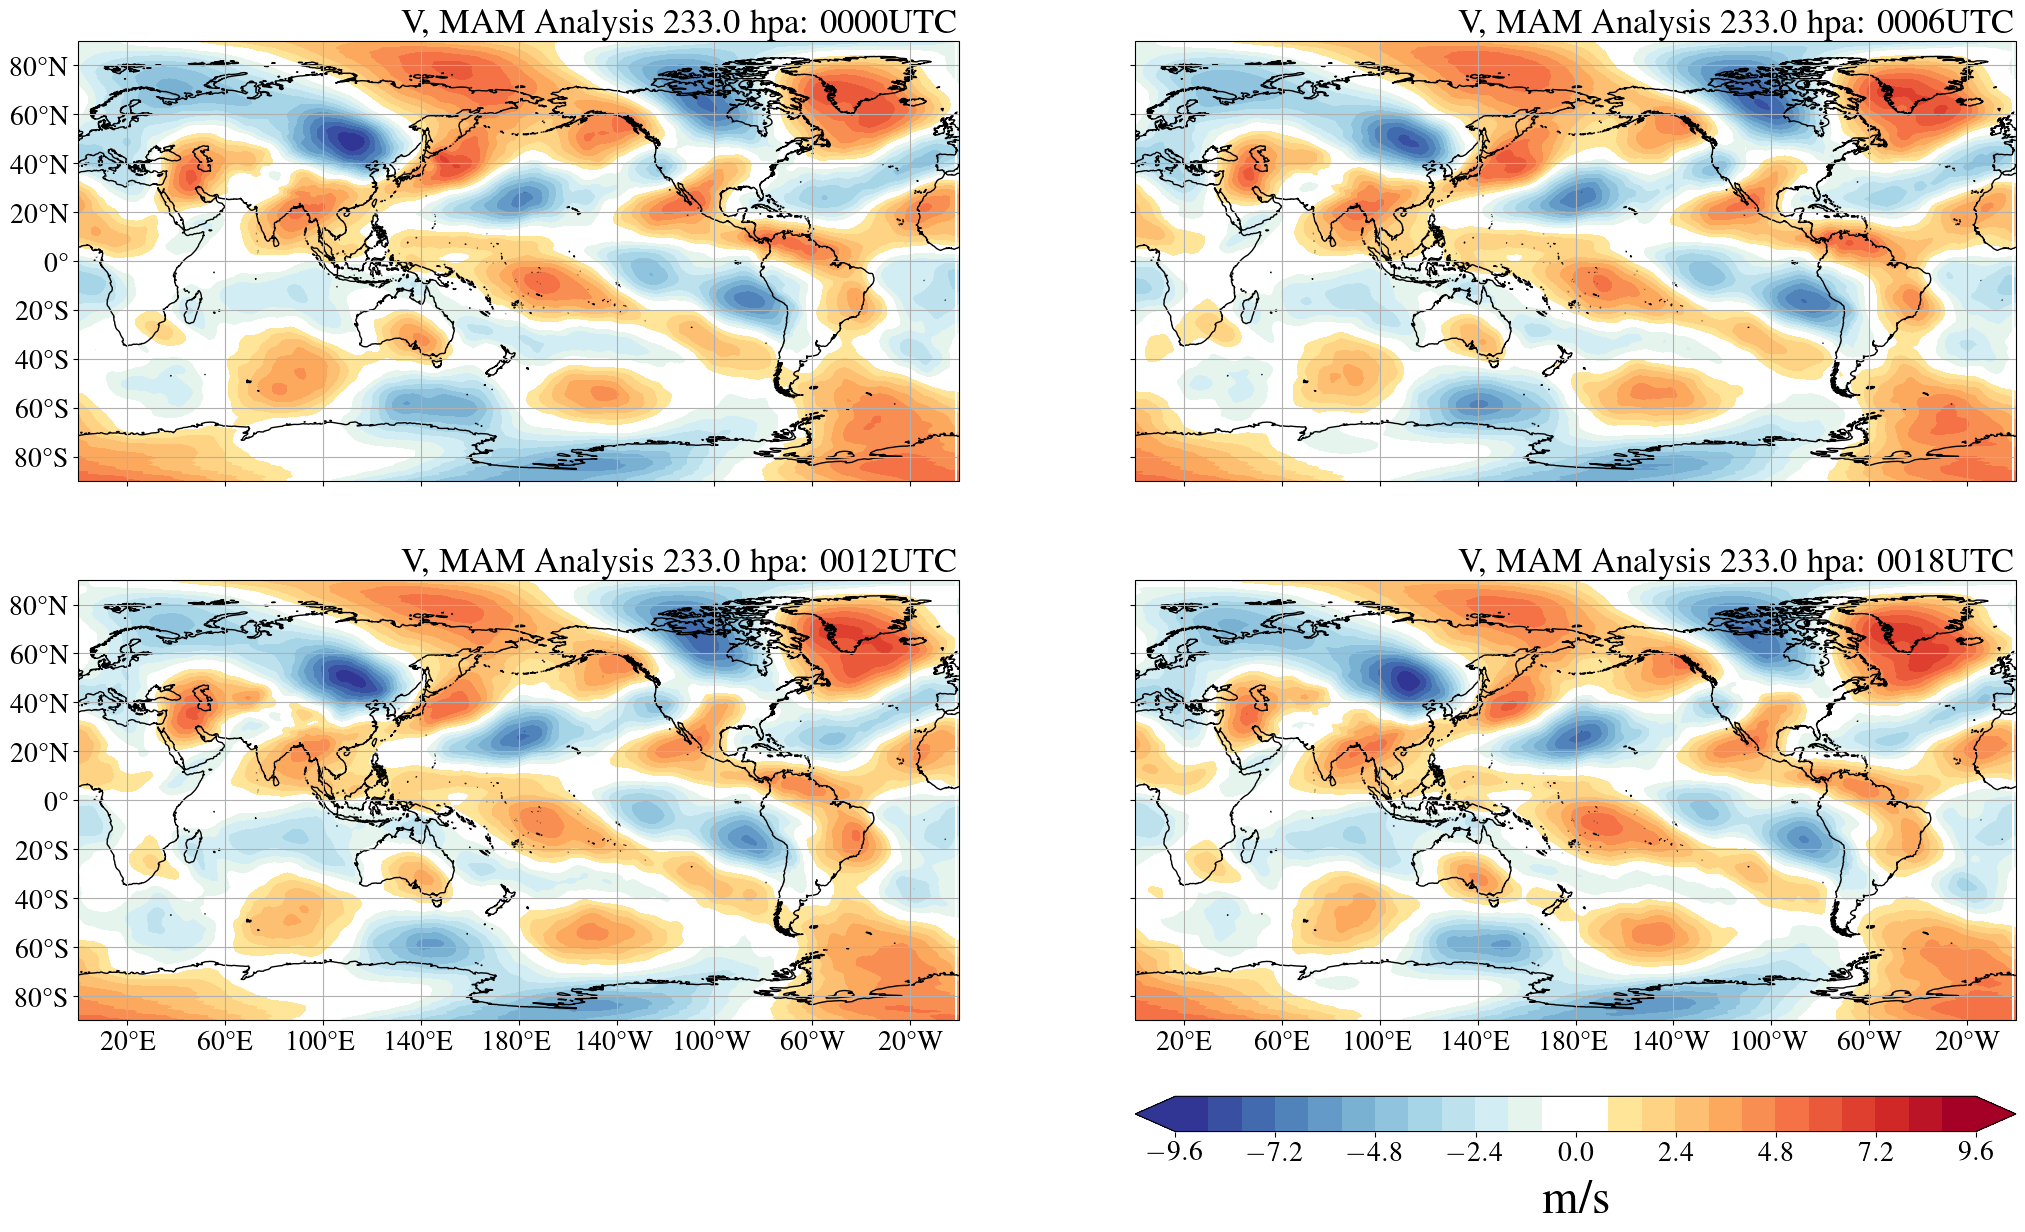 V, MAM Analysis 233.0 hpa: 0000UTC
V, MAM Analysis 233.0 hpa: 0006UTC
80°N
60°N
40°N
20°N
0°
20°S
40°S
60°S
80°S
V, MAM Analysis 233.0 hpa: 0012UTC
V, MAM Analysis 233.0 hpa: 0018UTC
80°N
60°N
40°N
20°N
0°
20°S
40°S
60°S
80°S
20°E 60°E 100°E 140°E 180°E 140°W 100°W 60°W 20°W
20°E 60°E 100°E 140°E 180°E 140°W 100°W 60°W 20°W
−9.6 −7.2 −4.8 −2.4 0.0 2.4 4.8 7.2 9.6
m/s